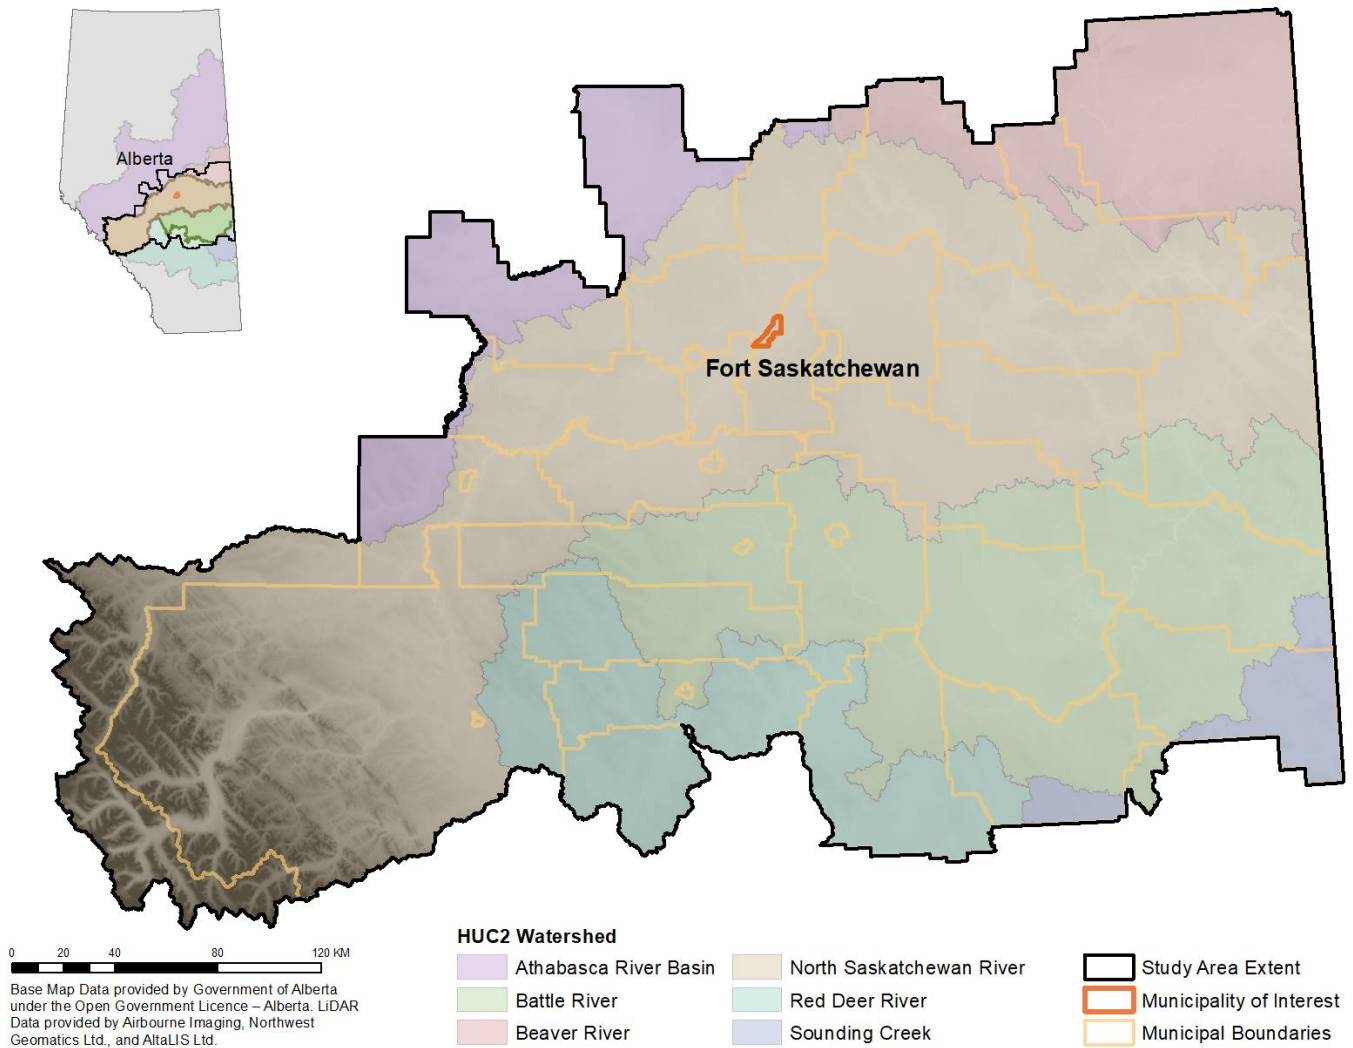 Alberta
Fort Saskatchewan
0 20 40 80 120 KM
Base Map Data provided by Government of Alberta
under the Open Government Licence – Alberta. LiDAR
Data provided by Airbourne Imaging, Northwest
Geomatics Ltd., and AltaLIS Ltd.
HUC2 Watershed
Athabasca River Basin
Battle River
Beaver River
North Saskatchewan River
Red Deer River
Sounding Creek
Study Area Extent
Municipality of Interest
Municipal Boundaries